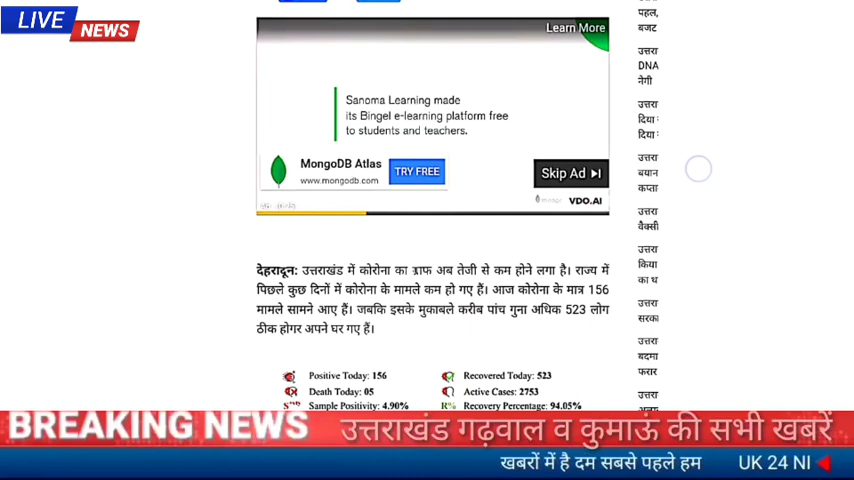 LIVE
NEWS
Learn More
Sanoma Learning made
its Bingel e-learning platform free
to students and teachers.
MongoDB Atlas
www.mongodb.com
TRY FREE
Skip Ad
VDO.AI
देहरादून: उत्तराखंड में कोरोना का ग्राफ अब तेजी से कम होने लगा है। राज्य में
पिछले कुछ दिनों में कोरोना के मामले कम हो गए हैं। आज कोरोना के मात्र 156
मामले सामने आए हैं। जबकि इसके मुकाबले करीब पांच गुना अधिक 523 लोग
ठीक होगर अपने घर गए हैं।
Positive Today: 156
Recovered Today: 523
Death Today: 05
Active Cases: 2753
Sample Positivity: 4.90%
R% Recovery Percentage: 94.05%
पहल,
बजट
उत्तरा
DNA
नेगी
उत्तरा
दिया
दिया
उत्तरा
बयान
कप्ता
उत्तरा
वैक्सी
उत्तरा
किया
का थ
उत्तरा
सरका
उत्तरा
बदमा
फरार
उत्तरा
BREAKING NEWS
उत्तराखंड गढ़वाल व कुमाऊं की सभी खबरें
खबरों में है दम सबसे पहले हम
UK 24 NI